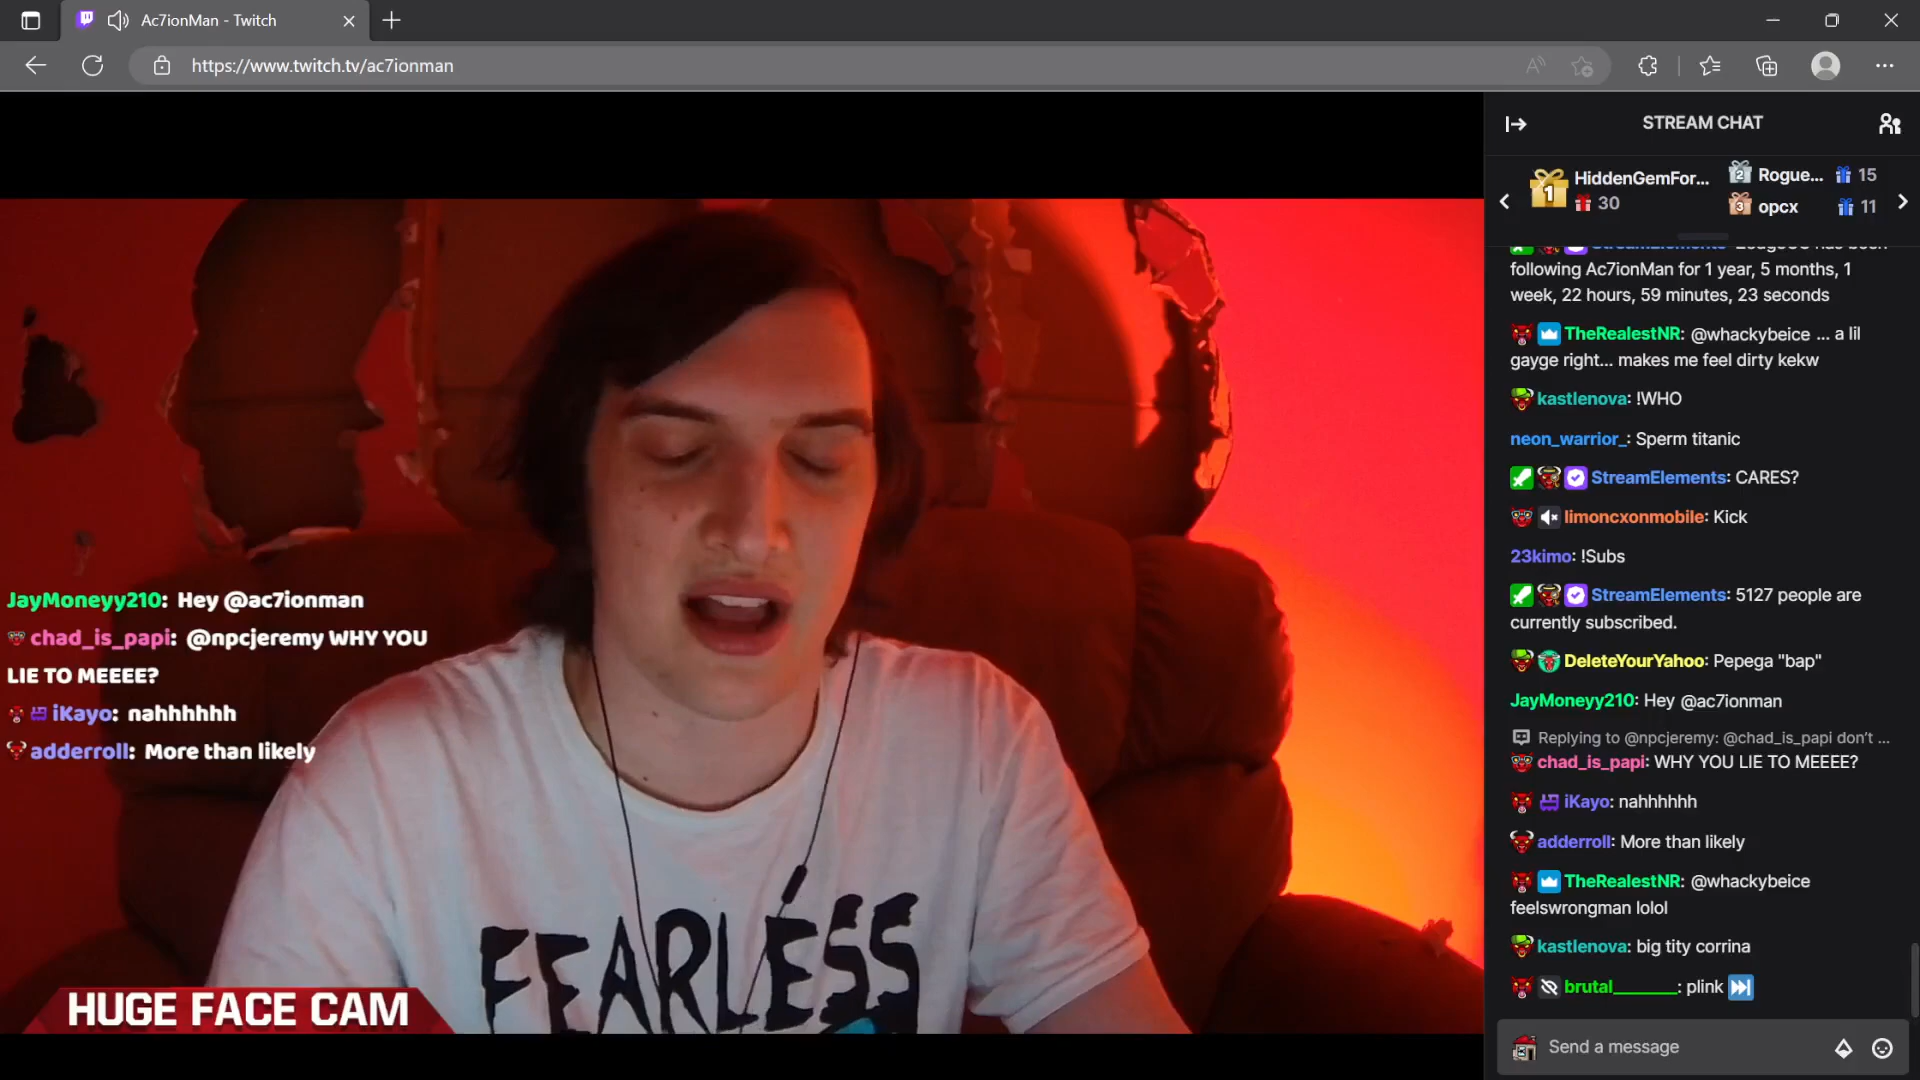 Ac7ionMan - Twitch
https://www.twitch.tv/ac7ionman
STREAM CHAT
1
HiddenGemFor...
30
2
Rogue...
15
3
opcx
11
following Ac7ionMan for 1 year, 5 months, 1
week, 22 hours, 59 minutes, 23 seconds
TheRealestNR: @whackybeice ... a lil
gayge right... makes me feel dirty kekw
kastlenova: !WHO
neon_warrior_: Sperm titanic
StreamElements: CARES?
limoncxonmobile: Kick
23kimo: !Subs
StreamElements: 5127 people are
currently subscribed.
DeleteYourYahoo: Pepega "bap"
JayMoneyy210: Hey @ac7ionman
Replying to @npcjeremy: @chad_is_papi don't ...
chad_is_papi: WHY YOU LIE TO MEEEE?
iKayo: nahhhhhh
adderroll: More than likely
TheRealestNR: @whackybeice
feelswrongman lolol
kastlenova: big tity corrina
brutal_______: plink
Send a message
JayMoneyy210: Hey @ac7ionman
chad_is_papi: @npcjeremy WHY YOU
LIE TO MEEEE?
iKayo: nahhhhhh
adderroll: More than likely
FEARLESS
HUGE FACE CAM